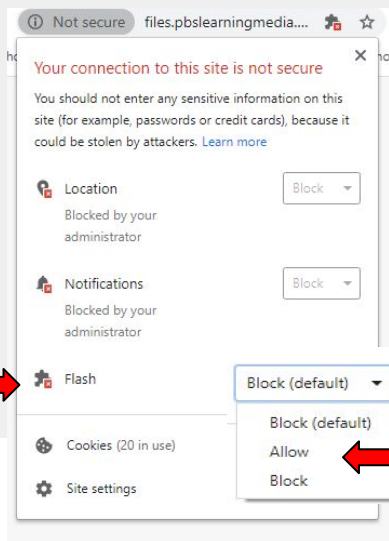 Not secure files.pbslearningmedia....
Your connection to this site is not secure
You should not enter any sensitive information on this
site (for example, passwords or credit cards), because it
could be stolen by attackers. Learn more
Location Block
Blocked by your
administrator
Notifications Block
Blocked by your
administrator
Flash Block (default)
Block (default)
Allow
Block
Cookies (20 in use)
Site settings